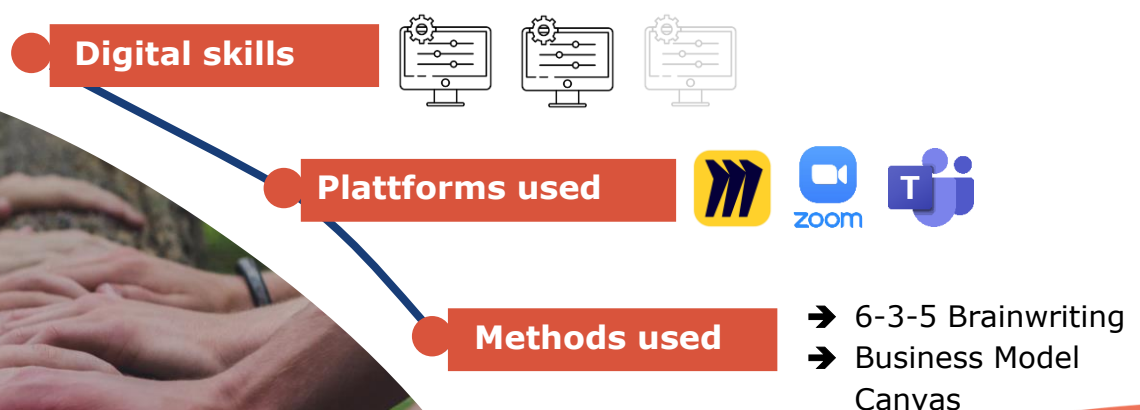 Digital skills
Plattforms used
zoom
T
Methods used
➔ 6-3-5 Brainwriting
➔ Business Model
Canvas